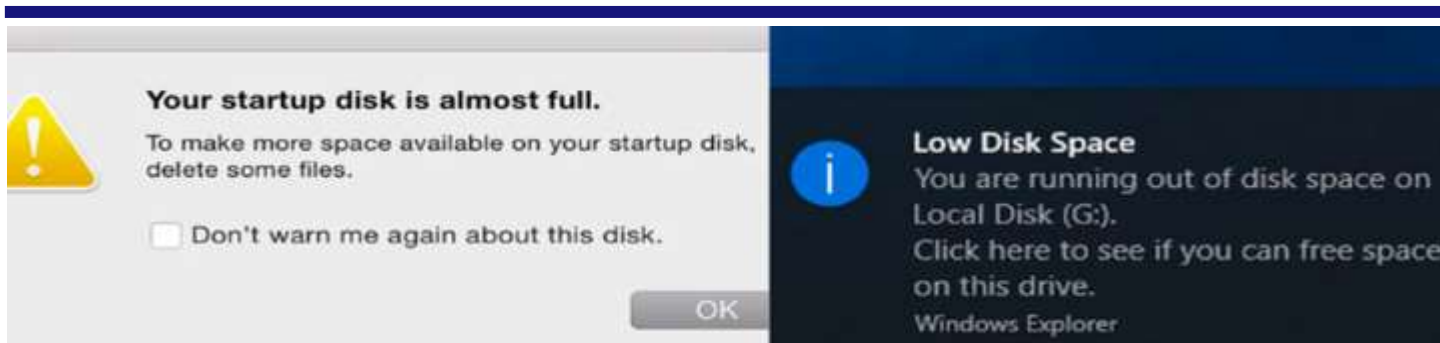 Your startup disk is almost full.
To make more space available on your startup disk,
delete some files.
Don't warn me again about this disk.
OK
Low Disk Space
You are running out of disk space on
Local Disk (G:).
Click here to see if you can free space
on this drive.
Windows Explorer